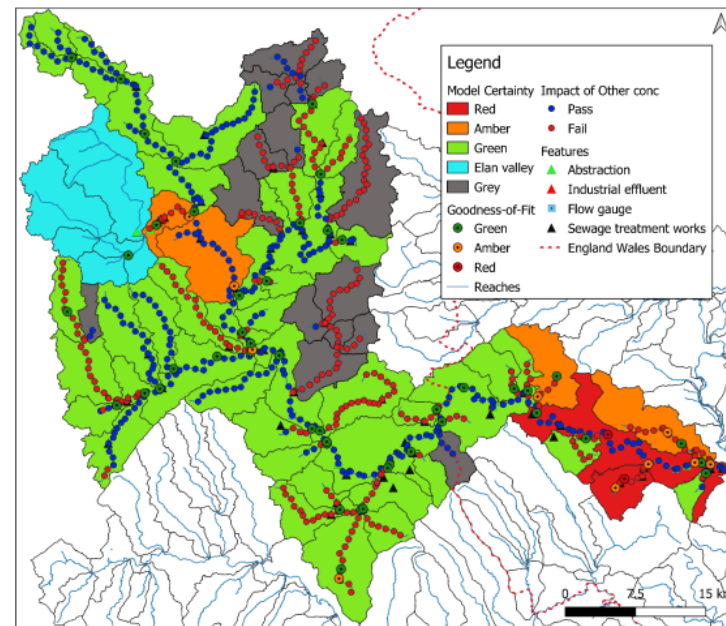 Legend
Model Certainty
Red
Amber
Green
Elan valley
Grey
Goodness-of-Fit
Green
Amber
Red
Reaches
Impact of Other conc
Pass
Fail
Features
Abstraction
Industrial effluent
Flow gauge
Sewage treatment works
England Wales Boundary
0 7.5 15 k